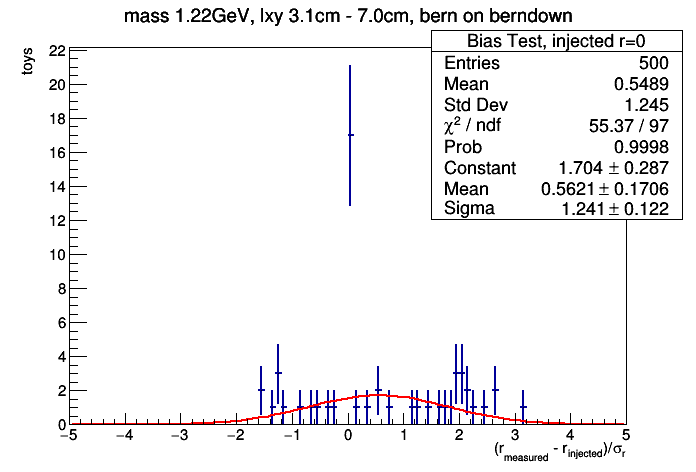 mass 1.22GeV, lxy 3.1cm - 7.0cm, bern on berndown
toys
Bias Test, injected r=0
Entries 500
Mean 0.5489
Std Dev 1.245
χ² / ndf 55.37 / 97
Prob 0.9998
Constant 1.704 ± 0.287
Mean 0.5621 ± 0.1706
Sigma 1.241 ± 0.122
22
20
18
16
14
12
10
8
6
4
2
0
−5 −4 −3 −2 −1 0 1 2 3 4 5
(r_measured - r_injected)/σ_r